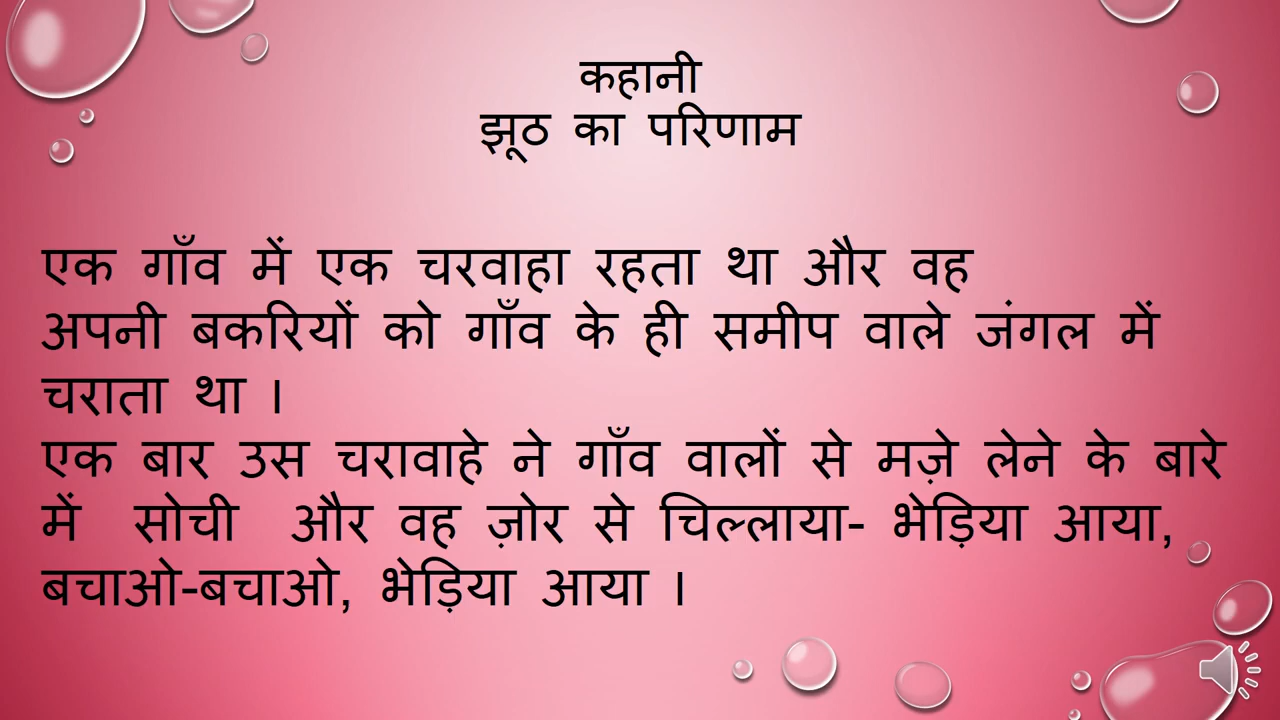 कहानी
झूठ का परिणाम
एक गाँव में एक चरवाहा रहता था और वह
अपनी बकरियों को गाँव के ही समीप वाले जंगल में
चराता था ।
एक बार उस चरावाहे ने गाँव वालों से मज़े लेने के बारे
में सोची और वह ज़ोर से चिल्लाया- भेड़िया आया,
बचाओ-बचाओ, भेड़िया आया ।